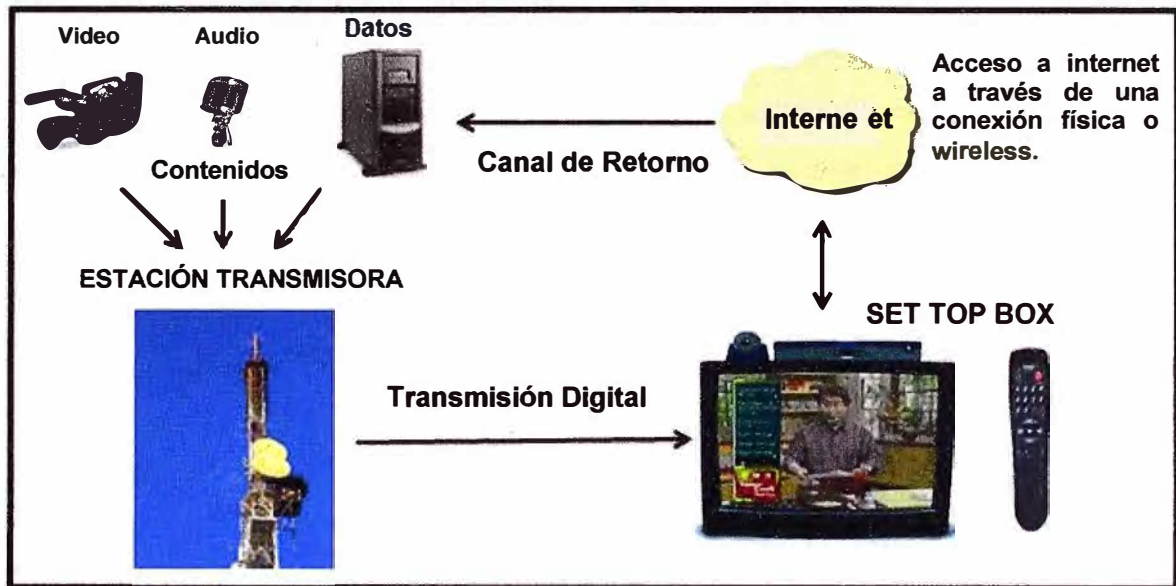 Video
Audio
Datos
Contenidos
Interne et
Acceso a internet
a través de una
conexión física o
wireless.
Canal de Retorno
ESTACIÓN TRANSMISORA
SET TOP BOX
Transmisión Digital